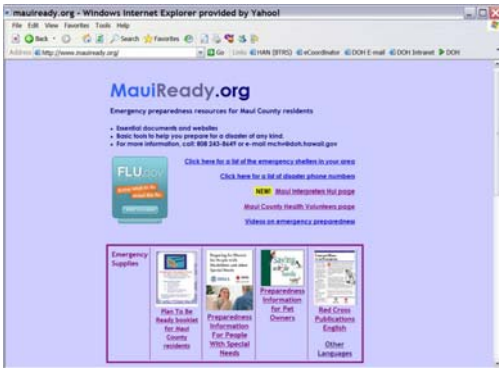 mauiready.org - Windows Internet Explorer provided by Yahoo!
File Edit View Favorites Tools Help
Back Search Favorites
Address http://www.mauiready.org/ Go Links HAN (BTRS) eCoordinator DOH E-mail DOH Intranet DOH
MauiReady.org
Emergency preparedness resources for Maui County residents
Essential documents and websites
Basic tools to help you prepare for a disaster of any kind.
For more information, call: 808 243-8649 or e-mail mchv@doh.hawaii.gov
FLU.gov
Click here for a list of the emergency shelters in your area
Click here for a list of disaster phone numbers
NEW! Maui Interpreters Hui page
Maui County Health Volunteers page
Videos on emergency preparedness
Emergency
Supplies
Plan To Be
Ready booklet
for Maui
County
residents
Preparedness
Information
For People
With Special
Needs
Saving
Preparedness
Information
for Pet
Owners
Red Cross
Publications
English
Other
Languages